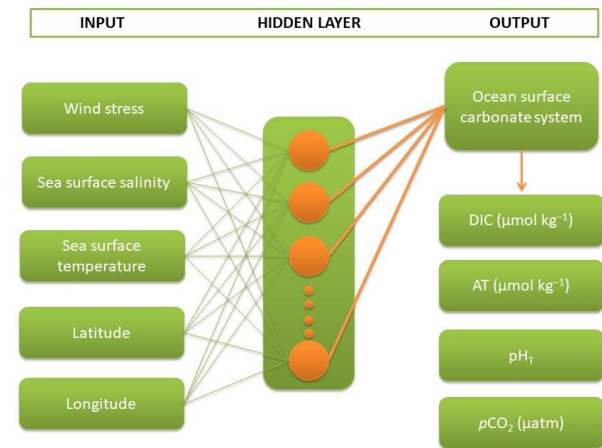 INPUT
HIDDEN LAYER
OUTPUT
Wind stress
Sea surface salinity
Sea surface
temperature
Latitude
Longitude
Ocean surface
carbonate system
DIC (μmol kg⁻¹)
AT (μmol kg⁻¹)
pH_T
pCO₂ (μatm)